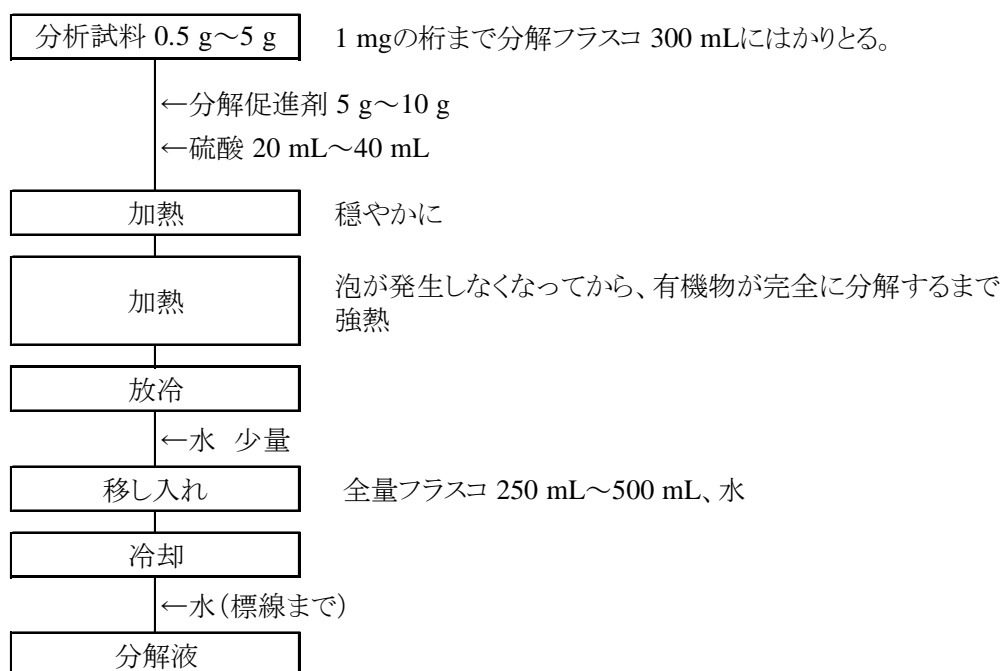 分析試料 0.5 g～5 g 1 mgの桁まで分解フラスコ 300 mLにはかりとる。
←分解促進剤 5 g～10 g
←硫酸 20 mL～40 mL
加熱 穏やかに
加熱 泡が発生しなくなってから、有機物が完全に分解するまで
強熱
放冷
←水 少量
移し入れ 全量フラスコ 250 mL～500 mL、水
冷却
←水（標線まで）
分解液